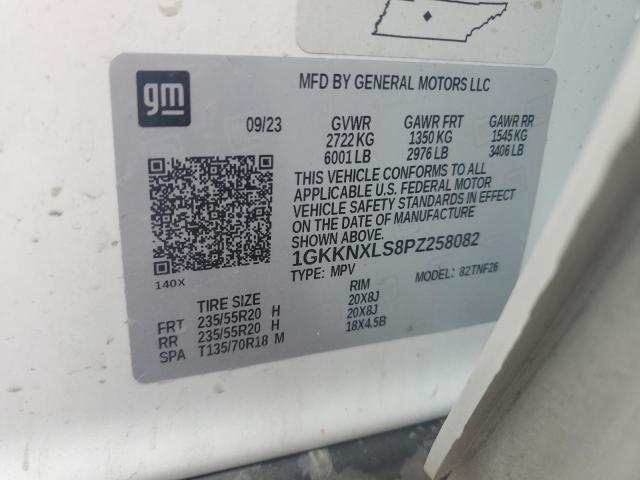 gm
MFD BY GENERAL MOTORS LLC
09/23 GVWR GAWR FRT GAWR RR
2722 KG 1350 KG 1545 KG
6001 LB 2976 LB 3406 LB
THIS VEHICLE CONFORMS TO ALL
APPLICABLE U.S. FEDERAL MOTOR
VEHICLE SAFETY STANDARDS IN EFFECT
ON THE DATE OF MANUFACTURE
SHOWN ABOVE.
1GKKNXLS8PZ258082
TYPE: MPV MODEL: 82TNF26
140X
TIRE SIZE RIM
FRT 235/55R20 H 20X8J
RR 235/55R20 H 20X8J
SPA T135/70R18 M 18X4.5B